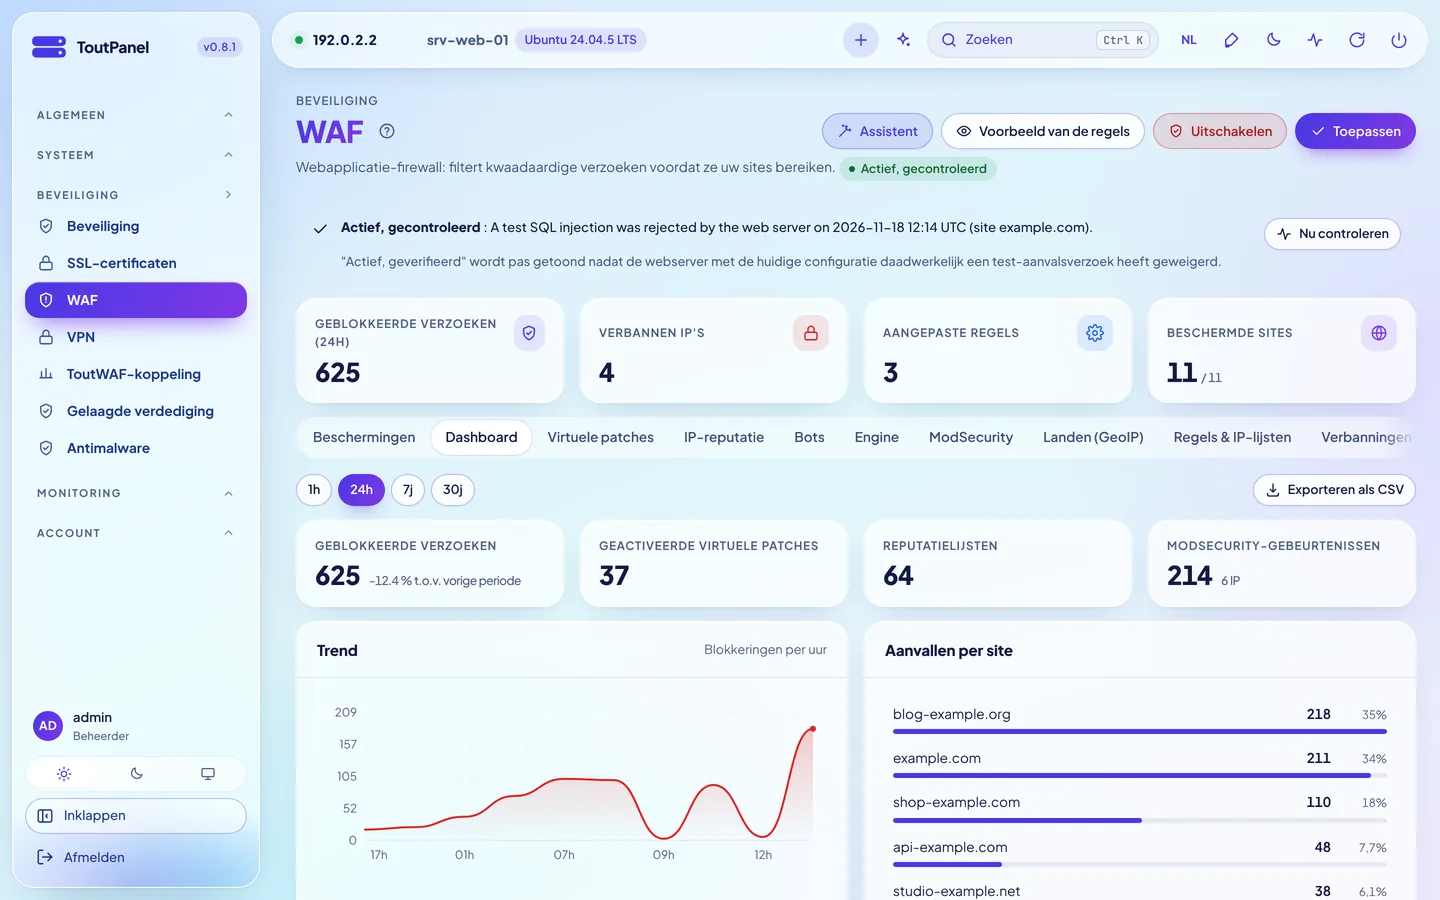 ToutPanel v0.8.1
ALGEMEEN
SYSTEEM
BEVEILIGING
Beveiliging
SSL-certificaten
WAF
VPN
ToutWAF-koppeling
Gelaagde verdediging
Antimalware
MONITORING
ACCOUNT
AD
admin
Beheerder
Inklappen
Afmelden
192.0.2.2 srv-web-01 Ubuntu 24.04.5 LTS
Zoeken Ctrl K NL
BEVEILIGING
WAF
Assistent Voorbeeld van de regels Uitschakelen Toepassen
Webapplicatie-firewall: filtert kwaadaardige verzoeken voordat ze uw sites bereiken. Actief, gecontroleerd
Actief, gecontroleerd : A test SQL injection was rejected by the web server on 2026-11-18 12:14 UTC (site example.com).
Nu controleren
"Actief, geverifieerd" wordt pas getoond nadat de webserver met de huidige configuratie daadwerkelijk een test-aanvalsverzoek heeft geweigerd.
GEBLOKKEERDE VERZOEKEN
(24H)
625
VERBANNEN IP'S
4
AANGEPASTE REGELS
3
BESCHERMDE SITES
11 / 11
Beschermingen Dashboard Virtuele patches IP-reputatie Bots Engine ModSecurity Landen (GeoIP) Regels & IP-lijsten Verbanningen
1h 24h 7j 30j
Exporteren als CSV
GEBLOKKEERDE VERZOEKEN
625 -12.4 % t.o.v. vorige periode
GEACTIVEERDE VIRTUELE PATCHES
37
REPUTATIELIJSTEN
64
MODSECURITY-GEBEURTENISSEN
214 6 IP
Trend Blokkeringen per uur
209
157
105
52
0
17h 01h 07h 09h 12h
Aanvallen per site
blog-example.org 218 35%
example.com 211 34%
shop-example.com 110 18%
api-example.com 48 7,7%
studio-example.net 38 6,1%